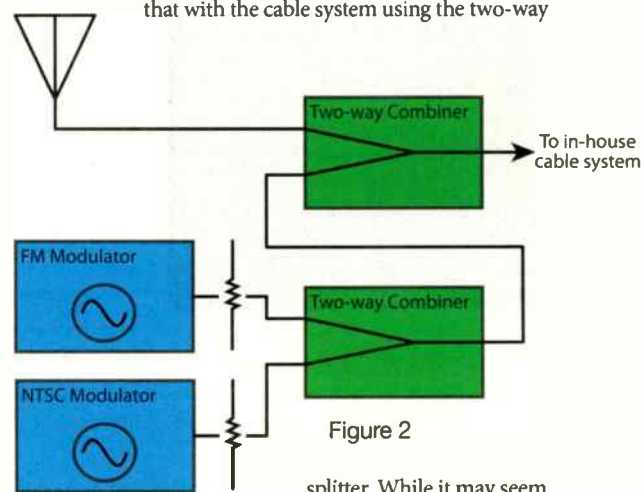 that with the cable system using the two-way
Two-way Combiner
To in-house
cable system
FM Modulator
Two-way Combiner
NTSC Modulator
Figure 2
splitter. While it may seem